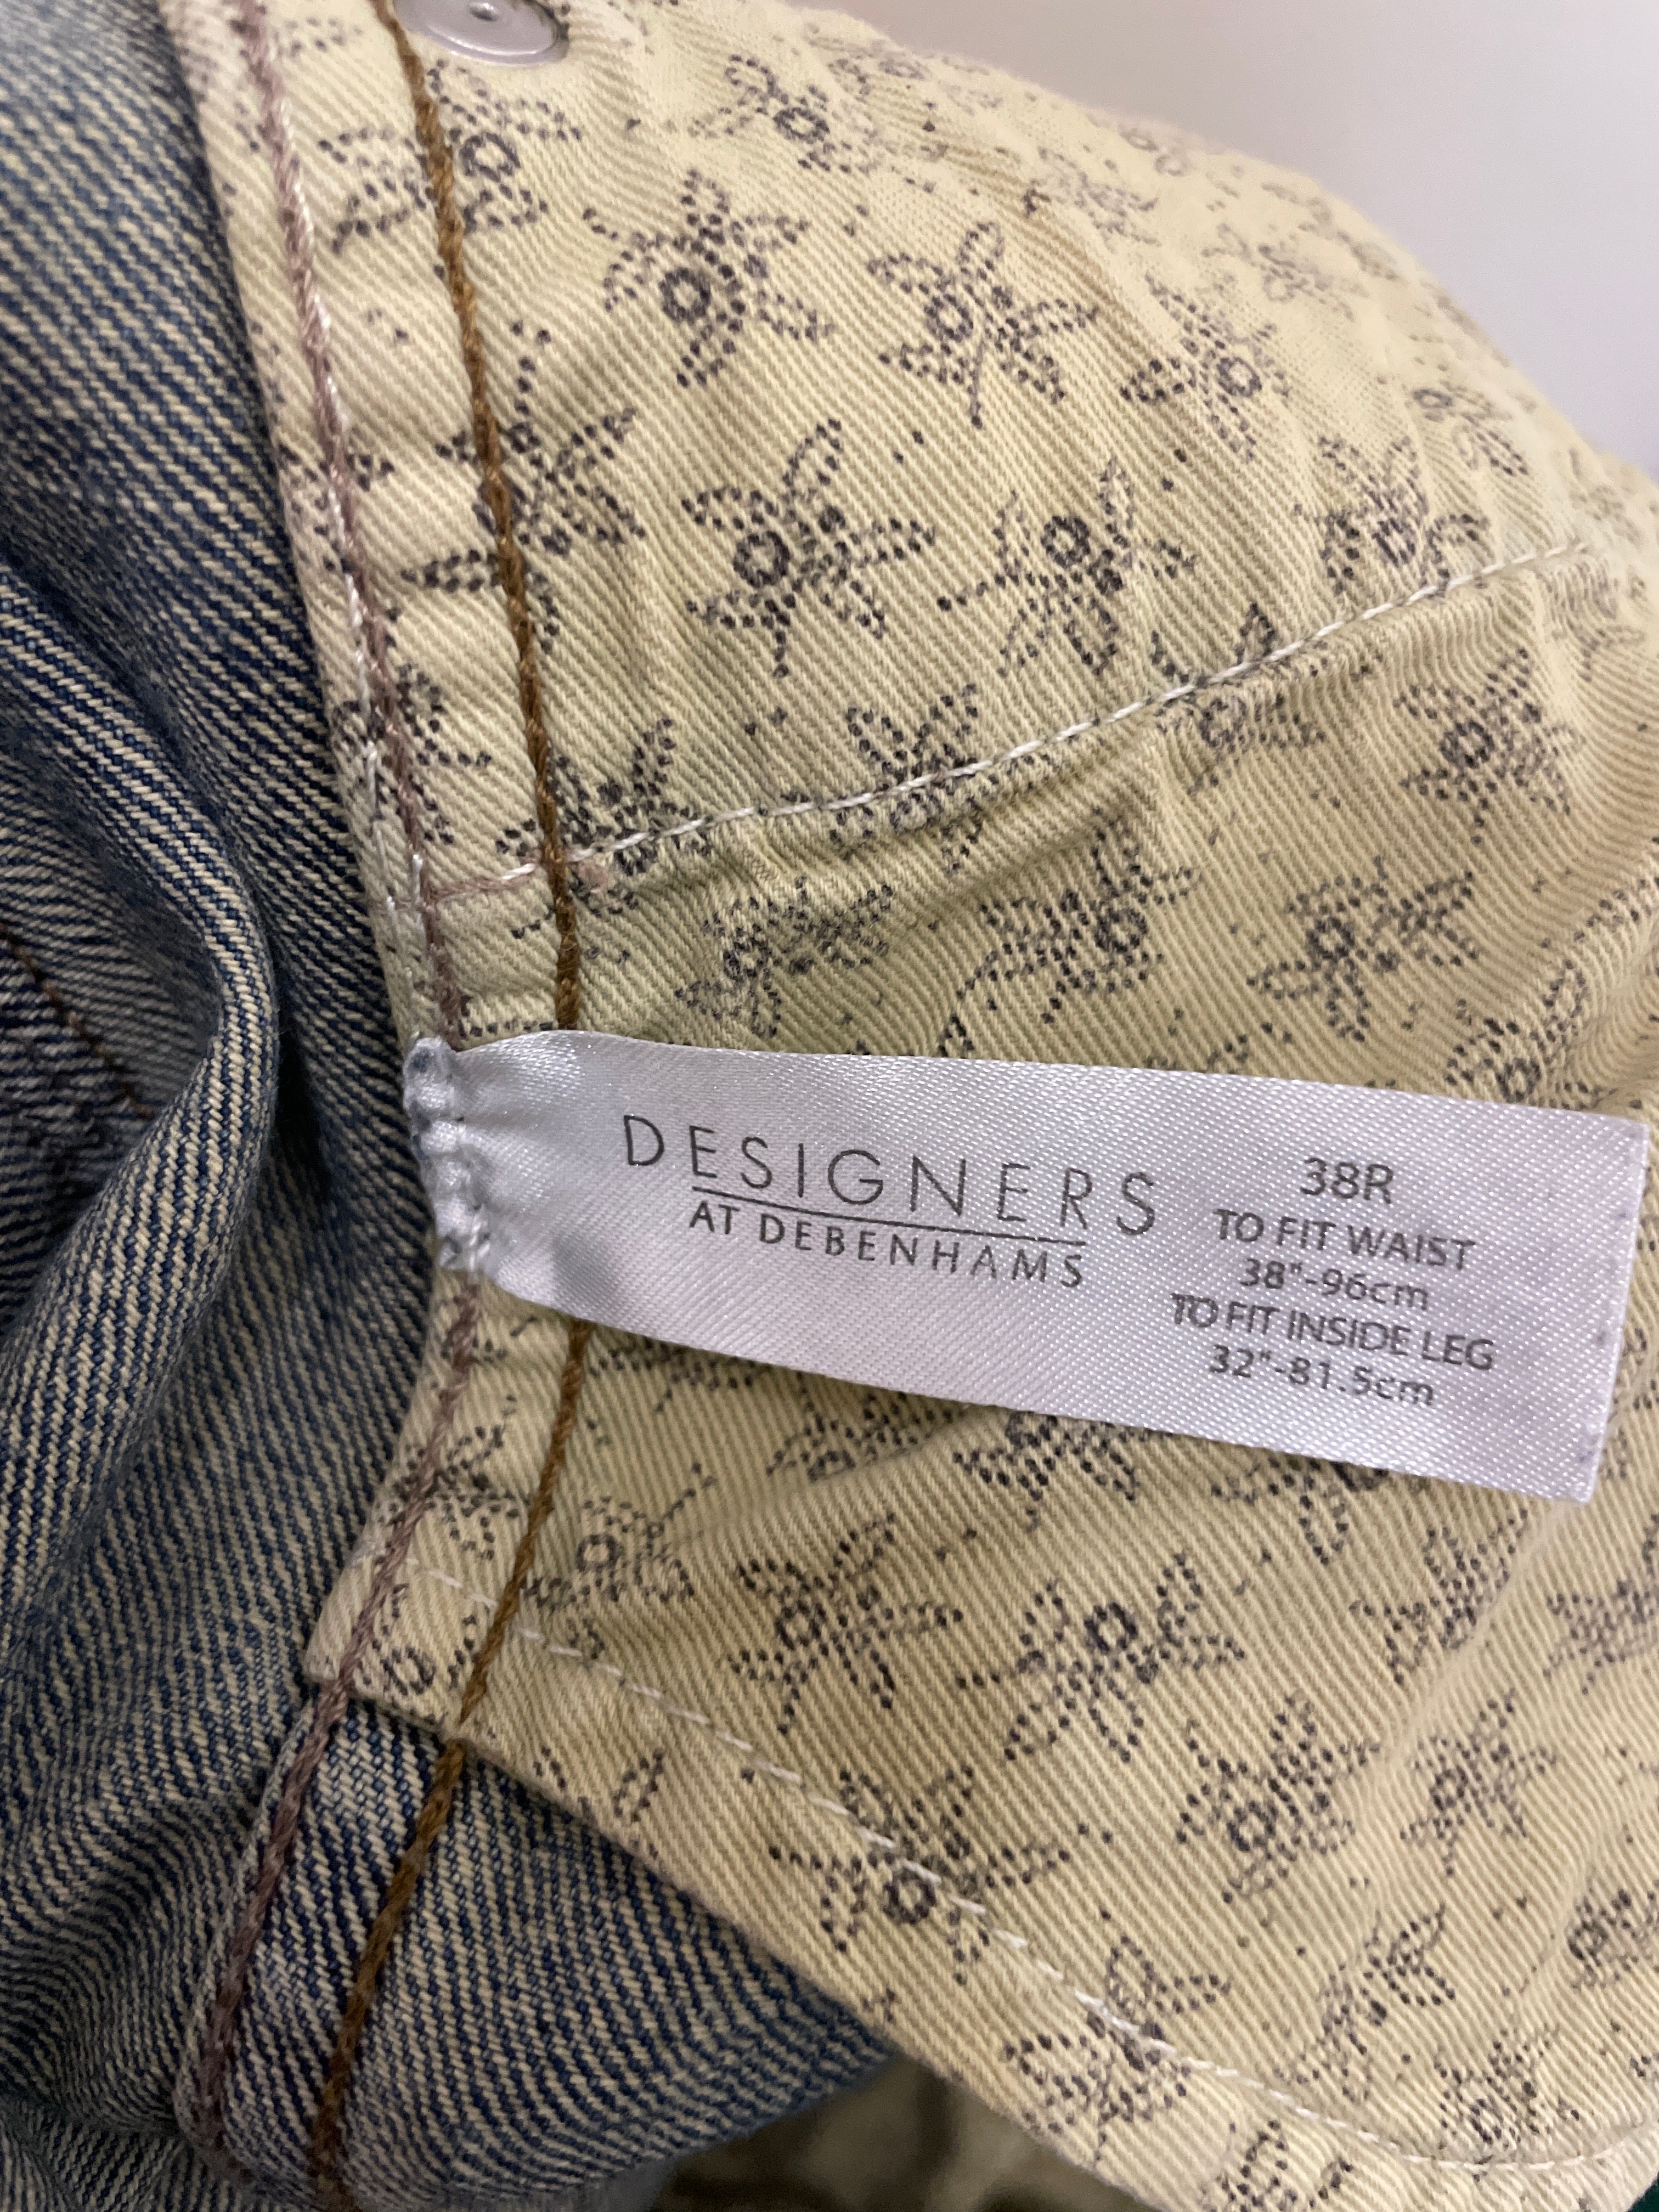 DESIGNERS
AT DEBENHAMS
38R
TO FIT WAIST
38"-96cm
TO FIT INSIDE LEG
32"-81.5cm